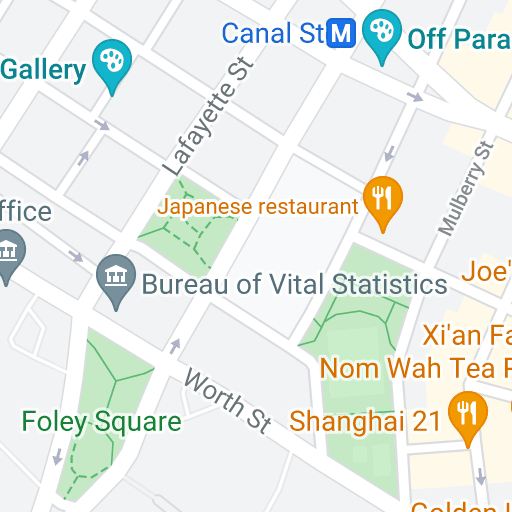 Canal St M
Off Para
Gallery
Lafayette St
Mulberry St
Japanese restaurant
ffice
Joe'
Bureau of Vital Statistics
Xi'an Fa
Nom Wah Tea P
Worth St
Foley Square
Shanghai 21